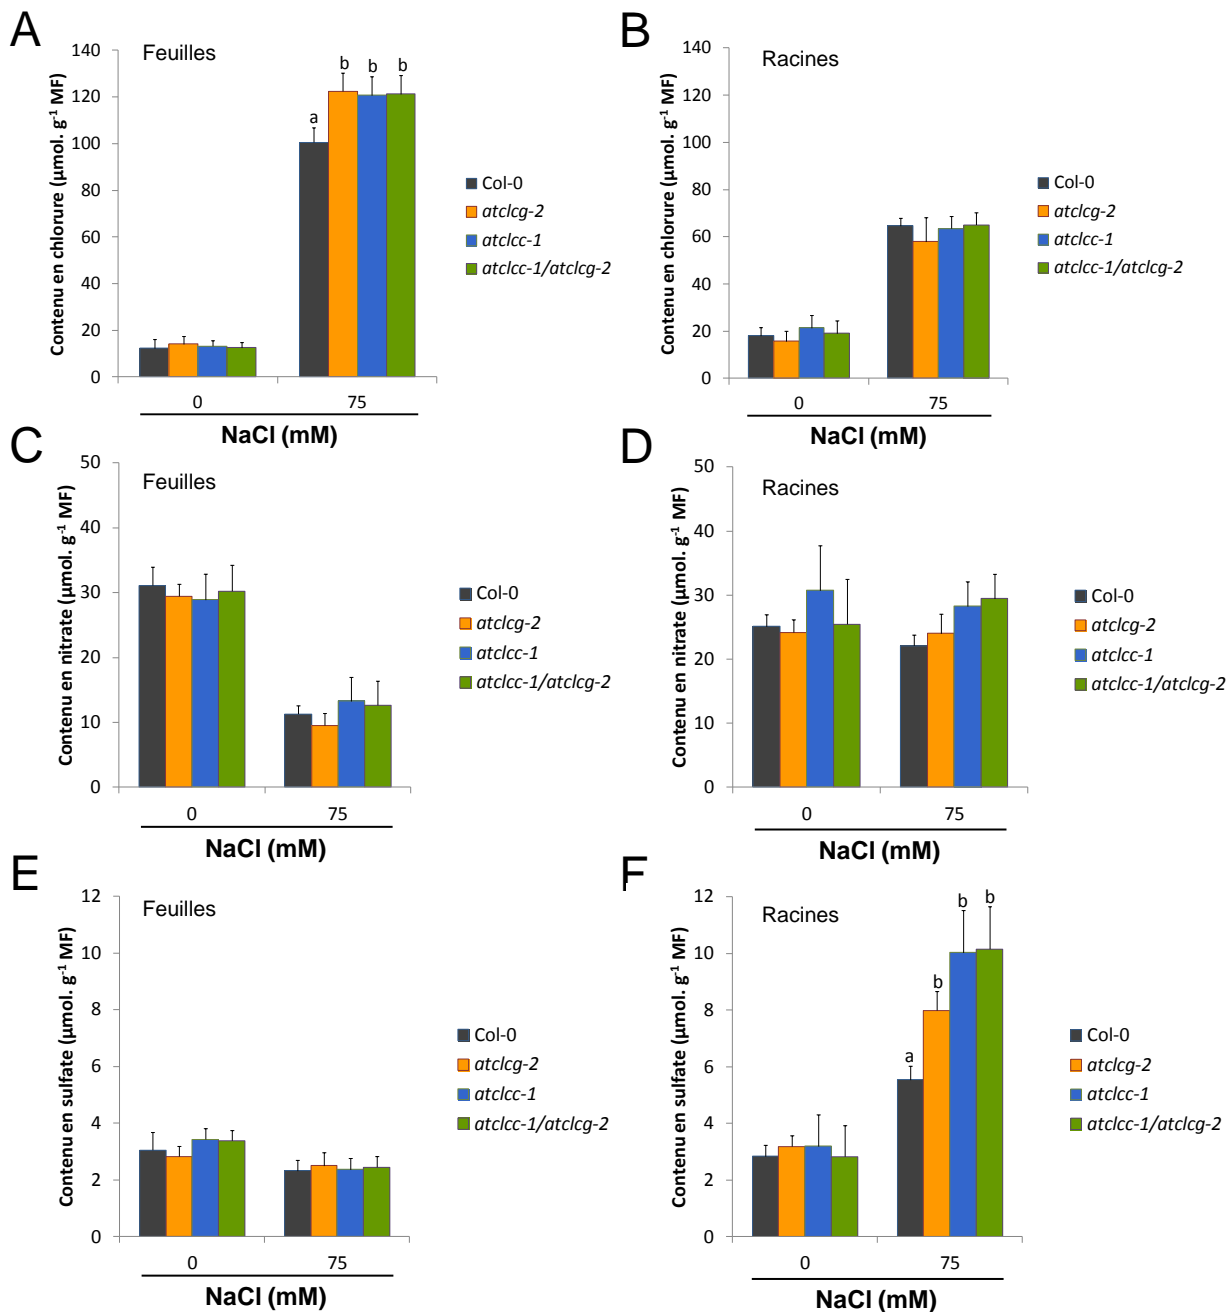 A
Feuilles
Contenu en chlorure (µmol. g⁻¹ MF)
140
120
100
80
60
40
20
0
a
b b b
0 75
NaCl (mM)
Col-0
atclcg-2
atclcc-1
atclcc-1/atclcg-2
B
Racines
Contenu en chlorure (µmol. g⁻¹ MF)
140
120
100
80
60
40
20
0
0 75
NaCl (mM)
Col-0
atclcg-2
atclcc-1
atclcc-1/atclcg-2
C
Feuilles
Contenu en nitrate (µmol. g⁻¹ MF)
50
40
30
20
10
0
0 75
NaCl (mM)
Col-0
atclcg-2
atclcc-1
atclcc-1/atclcg-2
D
Racines
Contenu en nitrate (µmol. g⁻¹ MF)
50
40
30
20
10
0
0 75
NaCl (mM)
Col-0
atclcg-2
atclcc-1
atclcc-1/atclcg-2
E
Feuilles
Contenu en sulfate (µmol. g⁻¹ MF)
12
10
8
6
4
2
0
0 75
NaCl (mM)
Col-0
atclcg-2
atclcc-1
atclcc-1/atclcg-2
F
Racines
Contenu en sulfate (µmol. g⁻¹ MF)
12
10
8
6
4
2
0
a
b
b b
0 75
NaCl (mM)
Col-0
atclcg-2
atclcc-1
atclcc-1/atclcg-2